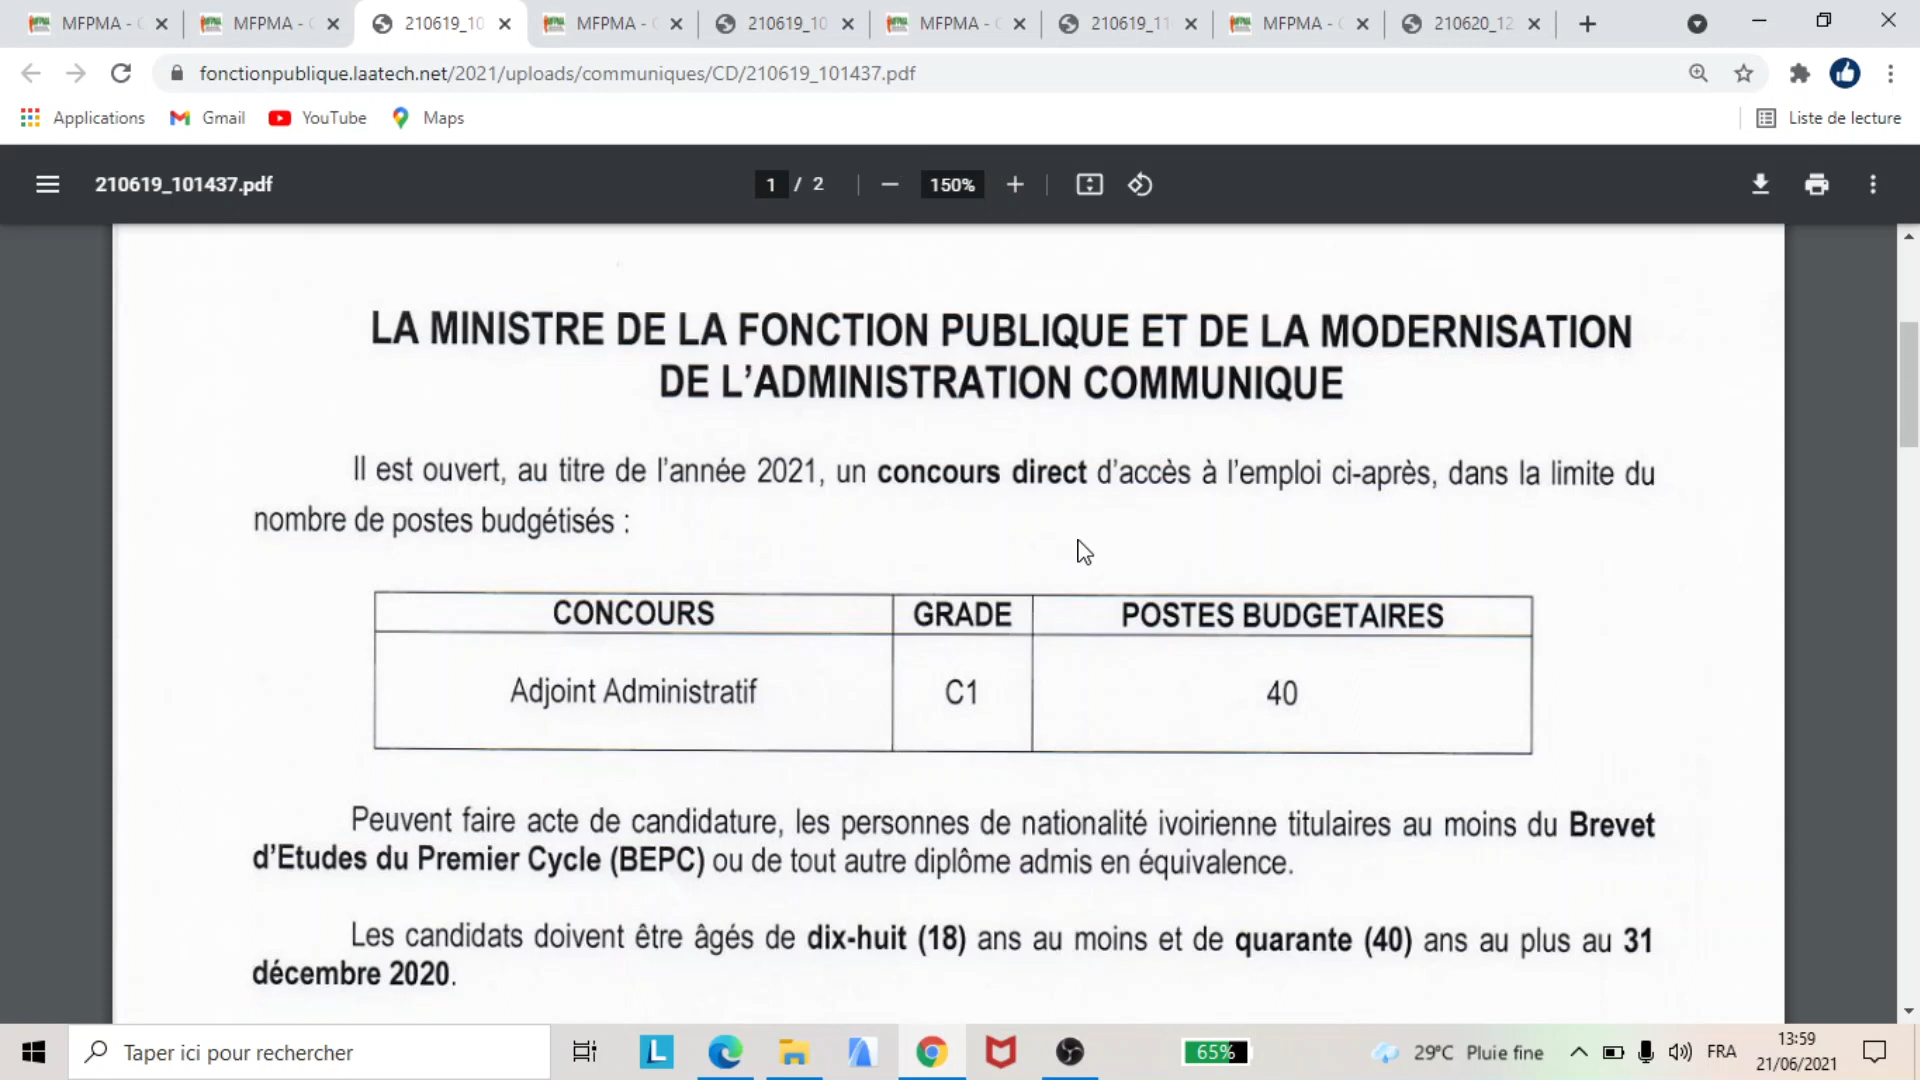 MFPMA - C
MFPMA - C
210619_10
MFPMA - C
210619_10
MFPMA - C
210619_11
MFPMA - C
210620_12
fonctionpublique.laatech.net/2021/uploads/communiques/CD/210619_101437.pdf
Applications
Gmail
YouTube
Maps
Liste de lecture
210619_101437.pdf
1 / 2
150%
LA MINISTRE DE LA FONCTION PUBLIQUE ET DE LA MODERNISATION
DE L'ADMINISTRATION COMMUNIQUE
Il est ouvert, au titre de l'année 2021, un concours direct d'accès à l'emploi ci-après, dans la limite du
nombre de postes budgétisés :
CONCOURS GRADE POSTES BUDGETAIRES
Adjoint Administratif C1 40
Peuvent faire acte de candidature, les personnes de nationalité ivoirienne titulaires au moins du Brevet
d'Etudes du Premier Cycle (BEPC) ou de tout autre diplôme admis en équivalence.
Les candidats doivent être âgés de dix-huit (18) ans au moins et de quarante (40) ans au plus au 31
décembre 2020.
Taper ici pour rechercher
L
65%
29°C Pluie fine
FRA
13:59
21/06/2021